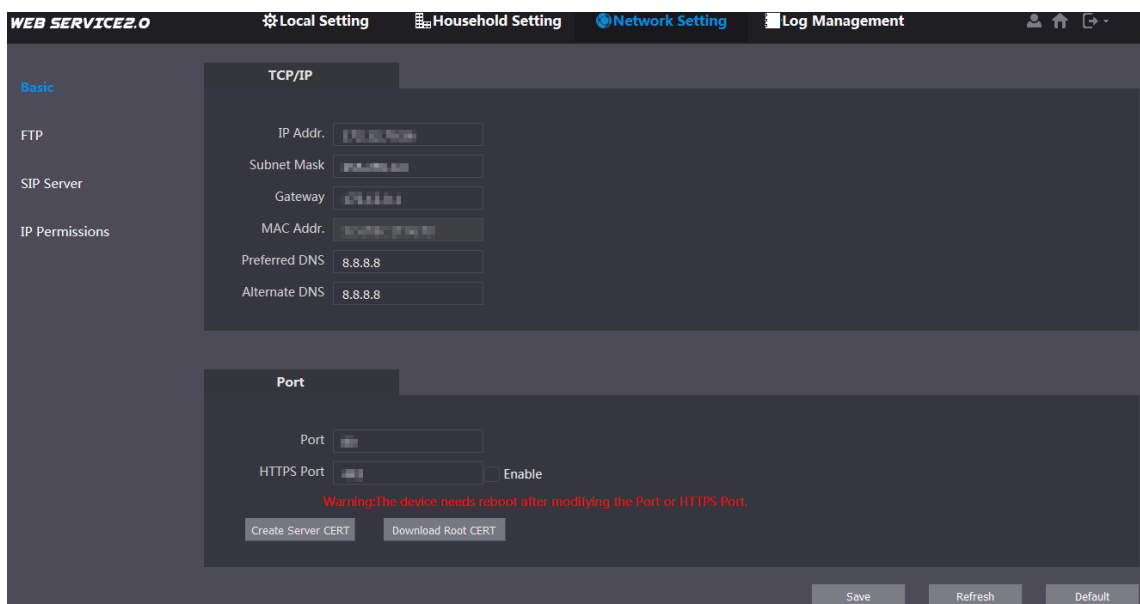 WEB SERVICE2.0 Local Setting Household Setting Network Setting Log Management
Basic
FTP
SIP Server
IP Permissions
TCP/IP
IP Addr.
Subnet Mask
Gateway
MAC Addr.
Preferred DNS 8.8.8.8
Alternate DNS 8.8.8.8
Port
Port
HTTPS Port Enable
Warning:The device needs reboot after modifying the Port or HTTPS Port.
Create Server CERT Download Root CERT
Save Refresh Default